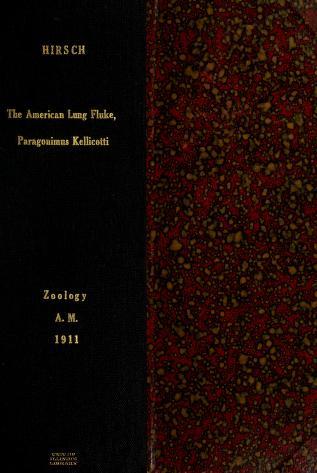 HIRSCH
The American Lung Fluke,
Paragonimus Kellicotti
Zoology
A. M.
1911